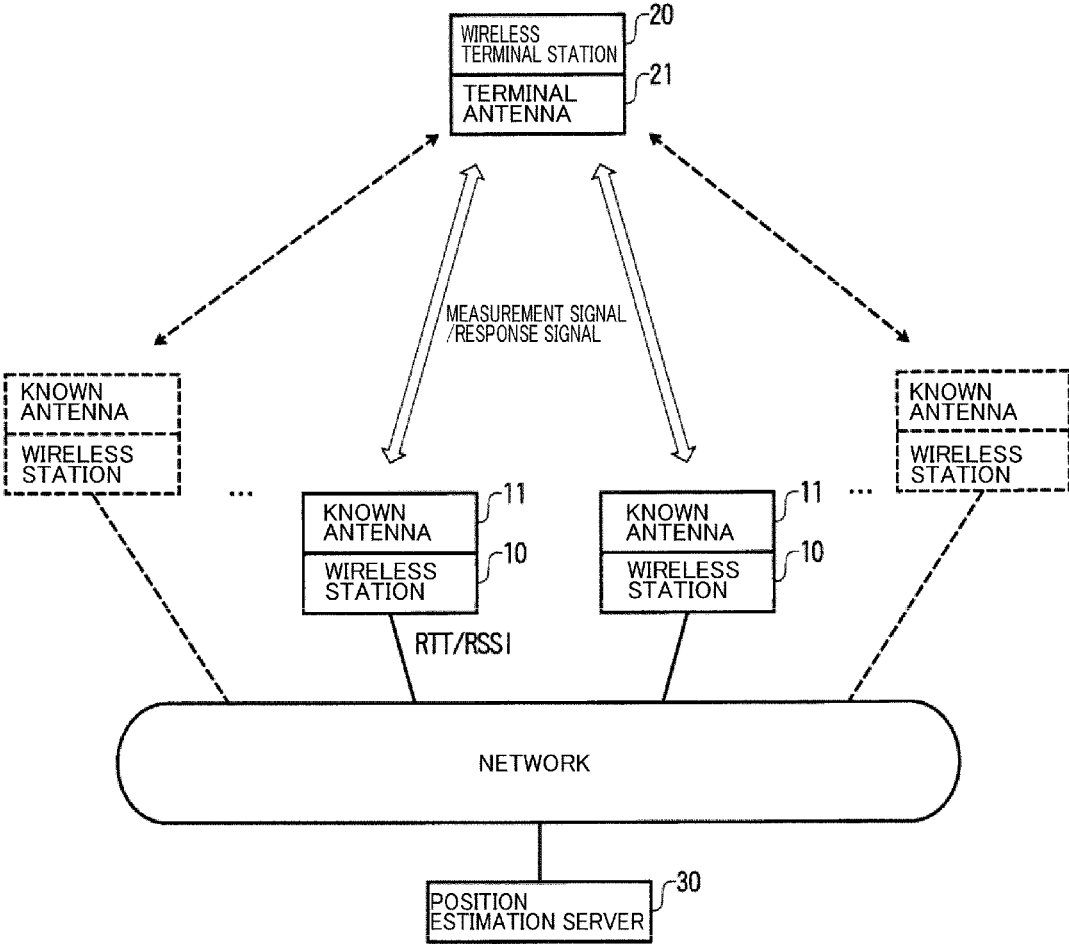 WIRELESS
TERMINAL STATION
20
TERMINAL
ANTENNA
21
MEASUREMENT SIGNAL
/RESPONSE SIGNAL
KNOWN
ANTENNA
WIRELESS
STATION
...
KNOWN
ANTENNA
11
WIRELESS
STATION
10
KNOWN
ANTENNA
11
WIRELESS
STATION
10
...
KNOWN
ANTENNA
WIRELESS
STATION
RTT/RSSI
NETWORK
POSITION
ESTIMATION SERVER
30